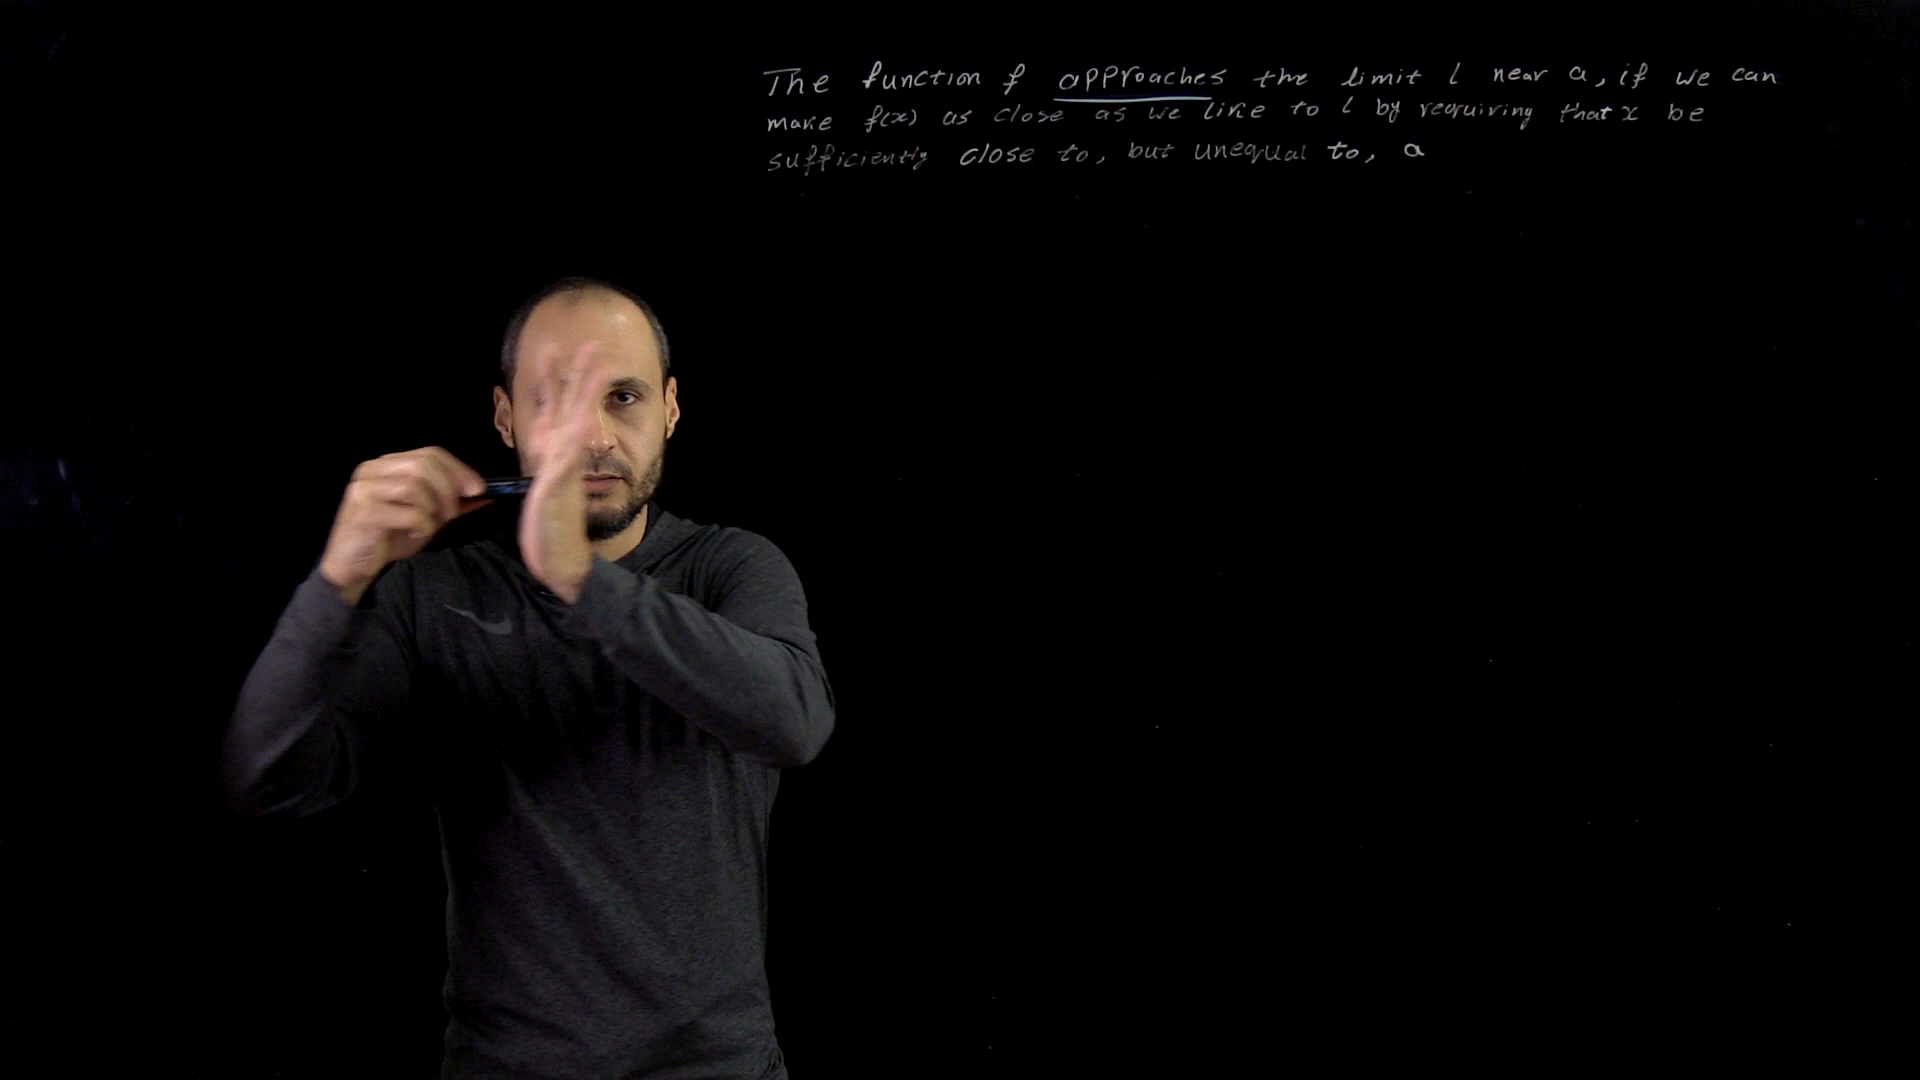 The function f approaches the limit l near a, if we can
make f(x) as close as we like to l by requiring that x be
sufficiently close to, but unequal to, a